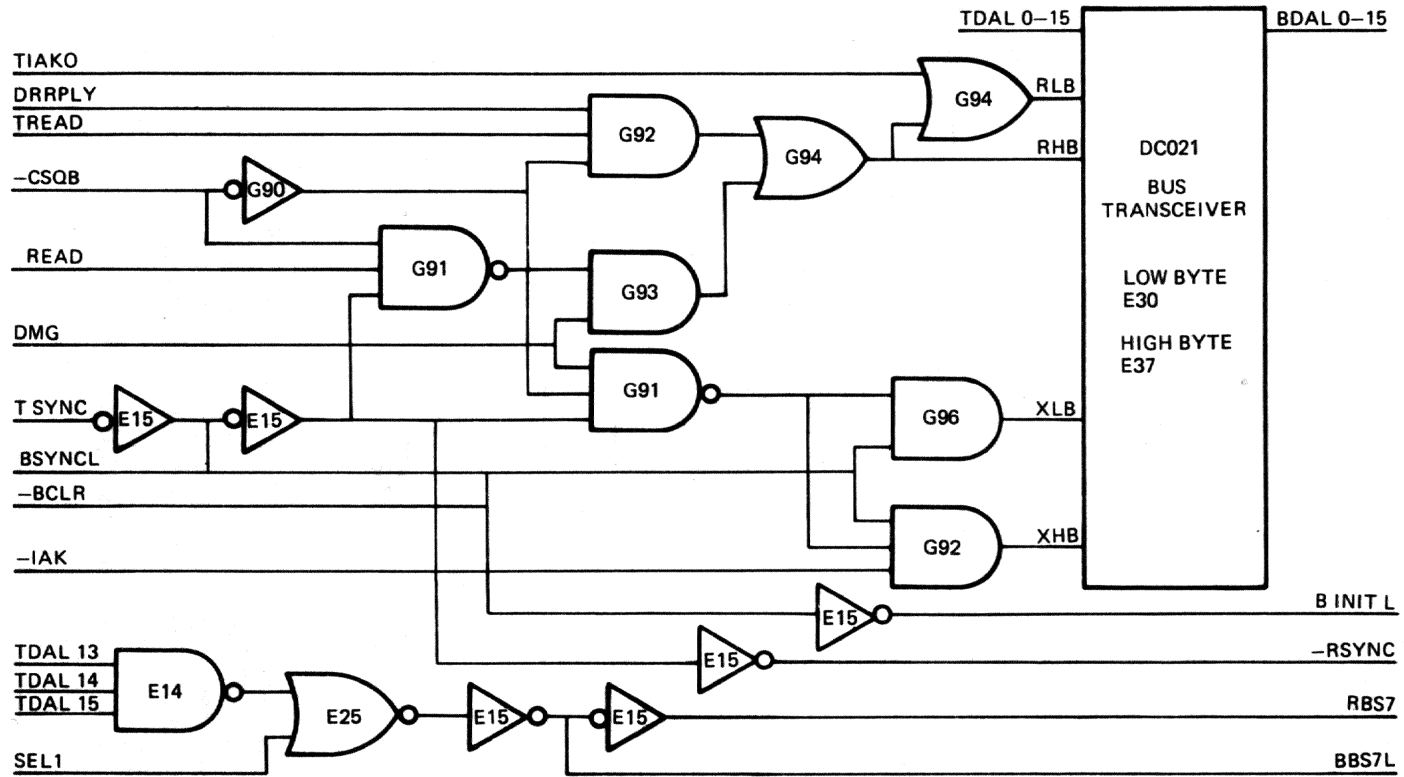 TDAL 0–15
BDAL 0–15
TIAKO
DRRPLY
TREAD
–CSQB
READ
DMG
T SYNC
BSYNCL
–BCLR
–IAK
TDAL 13
TDAL 14
TDAL 15
SEL1
G90
G91
G92
G93
G91
G94
G94
G96
G92
E15
E15
E15
E15
E14
E25
E15
E15
RLB
RHB
XLB
XHB
DC021
BUS
TRANSCEIVER
LOW BYTE
E30
HIGH BYTE
E37
B INIT L
–RSYNC
RBS7
BBS7L